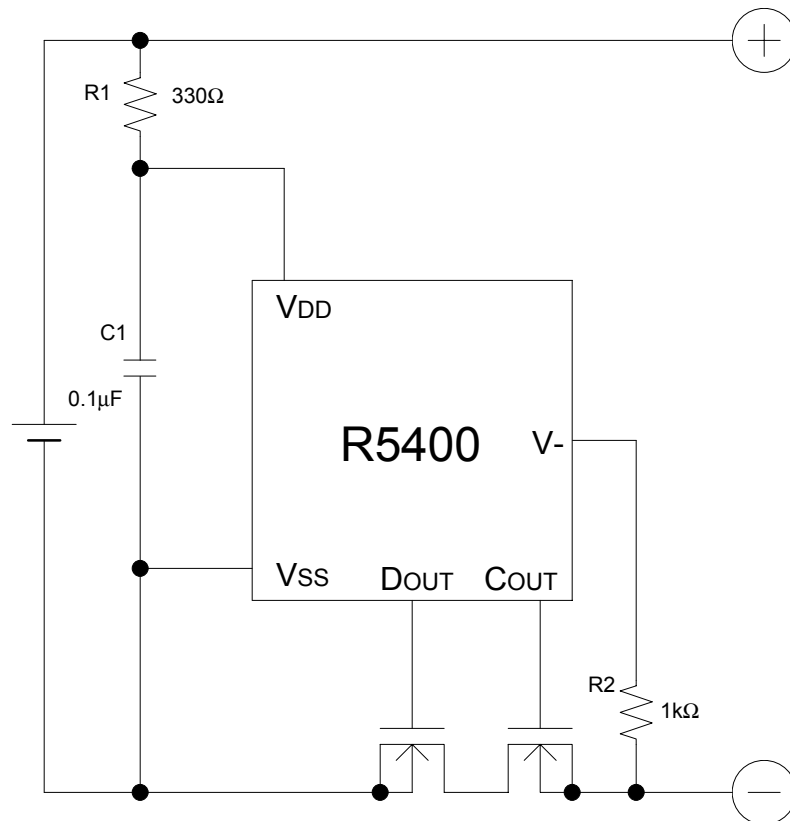 +
R1 330Ω
VDD
C1
0.1μF
R5400 V-
VSS DOUT COUT
R2
1kΩ
-